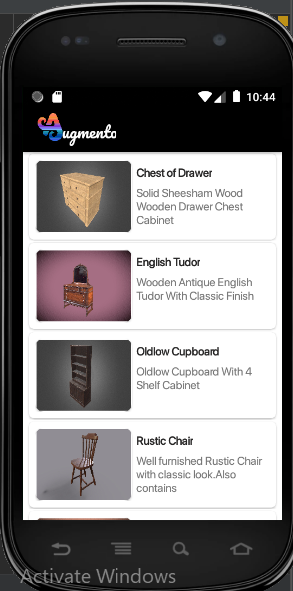 10:44
Augmento
Chest of Drawer
Solid Sheesham Wood
Wooden Drawer Chest
Cabinet
English Tudor
Wooden Antique English
Tudor With Classic Finish
Oldlow Cupboard
Oldlow Cupboard With 4
Shelf Cabinet
Rustic Chair
Well furnished Rustic Chair
with classic look.Also
contains
Activate Windows